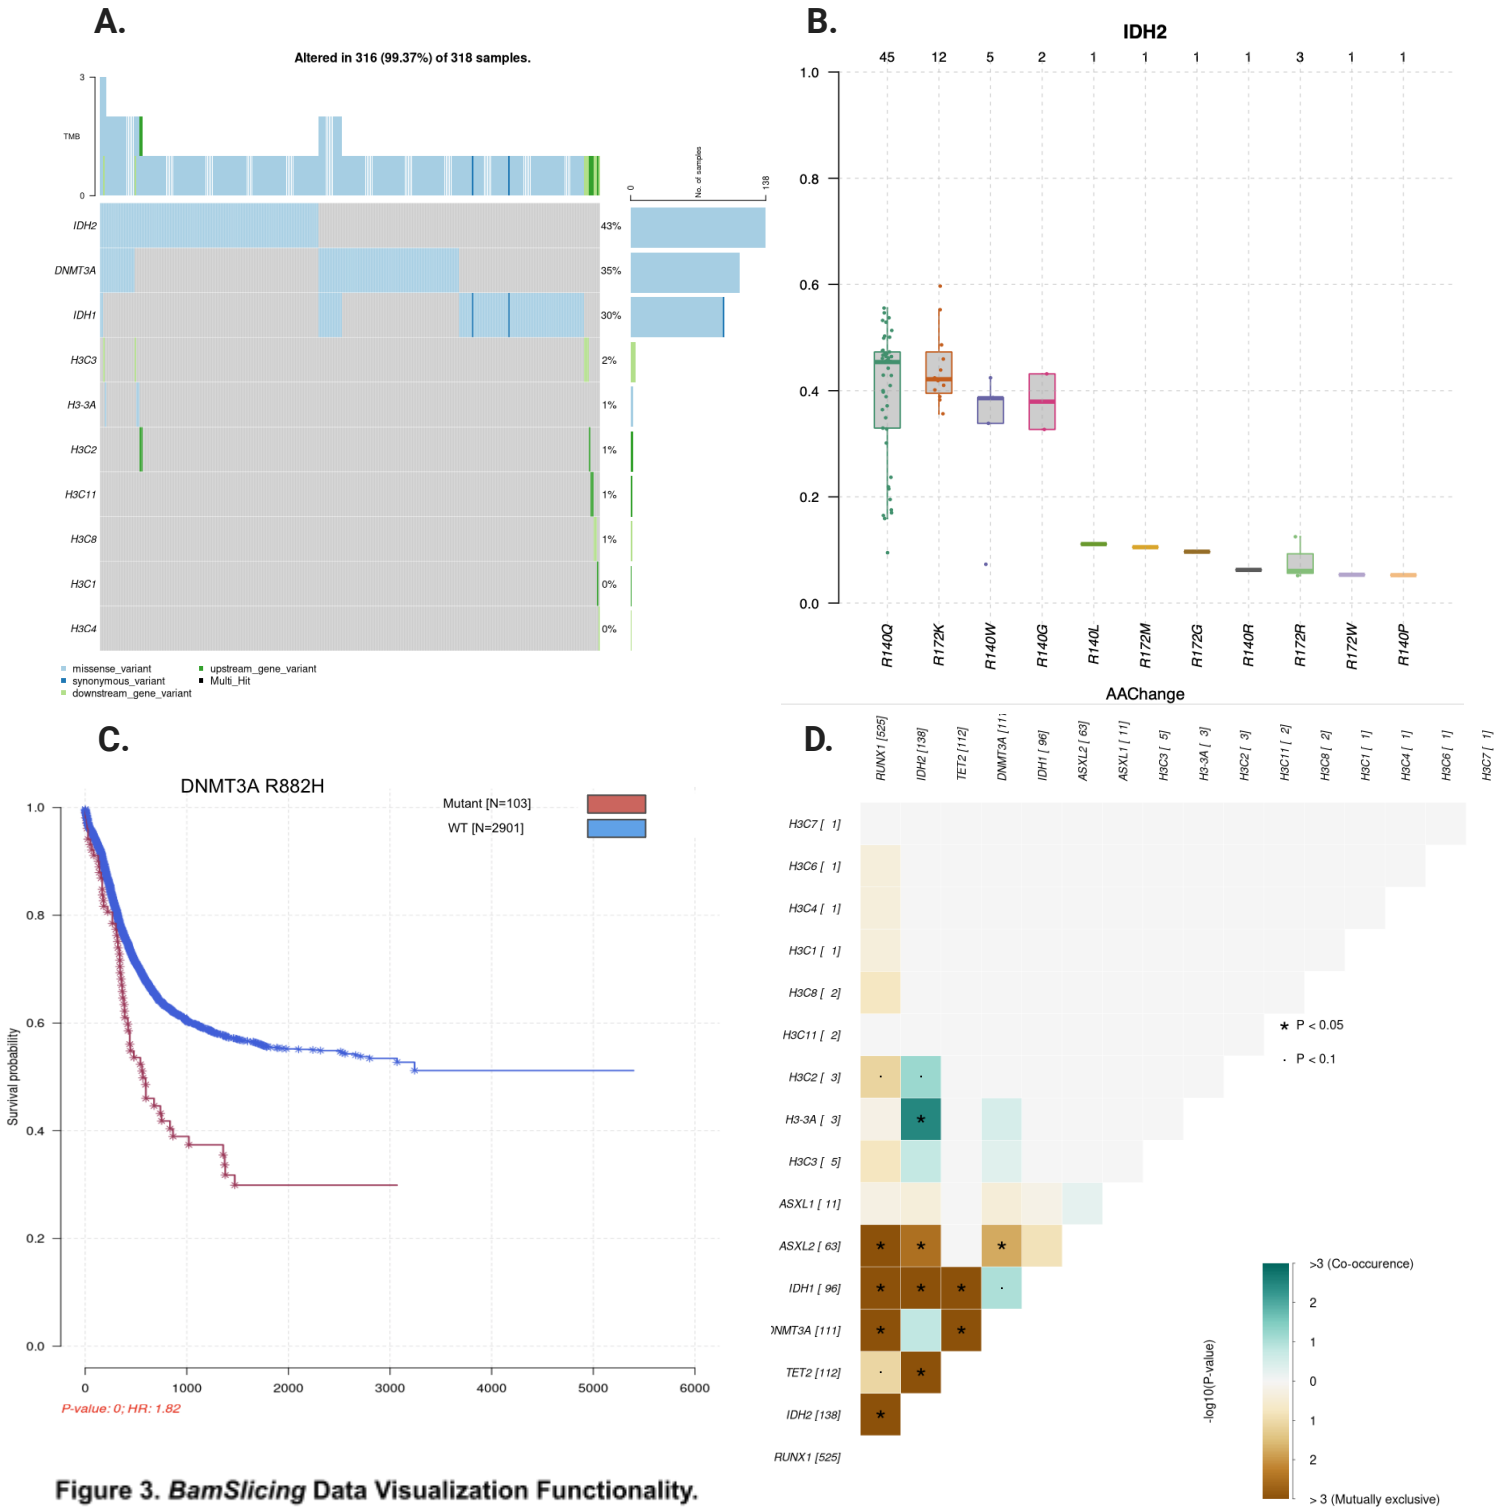 A.
Altered in 316 (99.37%) of 318 samples.
3
TMB
0
No. of samples
0
138
IDH2
43%
DNMT3A
35%
IDH1
30%
H3C3
2%
H3-3A
1%
H3C2
1%
H3C11
1%
H3C8
1%
H3C1
0%
H3C4
0%
missense_variant
synonymous_variant
downstream_gene_variant
upstream_gene_variant
Multi_Hit
B.
IDH2
45 12 5 2 1 1 1 1 3 1 1
1.0
0.8
0.6
0.4
0.2
0.0
R140Q R172K R140W R140G R140L R172M R172G R140R R172R R172W R140P
AAChange
C.
DNMT3A R882H
Mutant [N=103]
WT [N=2901]
Survival probability
1.0
0.8
0.6
0.4
0.2
0.0
0 1000 2000 3000 4000 5000 6000
P-value: 0; HR: 1.82
D.
RUNX1 [525] IDH2 [138] TET2 [112] DNMT3A [111 IDH1 [ 96] ASXL2 [ 63] ASXL1 [ 11] H3C3 [ 5] H3-3A [ 3] H3C2 [ 3] H3C11 [ 2] H3C8 [ 2] H3C1 [ 1] H3C4 [ 1] H3C6 [ 1] H3C7 [ 1]
H3C7 [ 1]
H3C6 [ 1]
H3C4 [ 1]
H3C1 [ 1]
H3C8 [ 2]
H3C11 [ 2]
* P < 0.05
· P < 0.1
H3C2 [ 3]
H3-3A [ 3]
H3C3 [ 5]
ASXL1 [ 11]
ASXL2 [ 63]
IDH1 [ 96]
DNMT3A [111]
TET2 [112]
IDH2 [138]
RUNX1 [525]
-log10(P-value)
>3 (Co-occurence)
2
1
0
1
2
> 3 (Mutually exclusive)
Figure 3. BamSlicing Data Visualization Functionality.